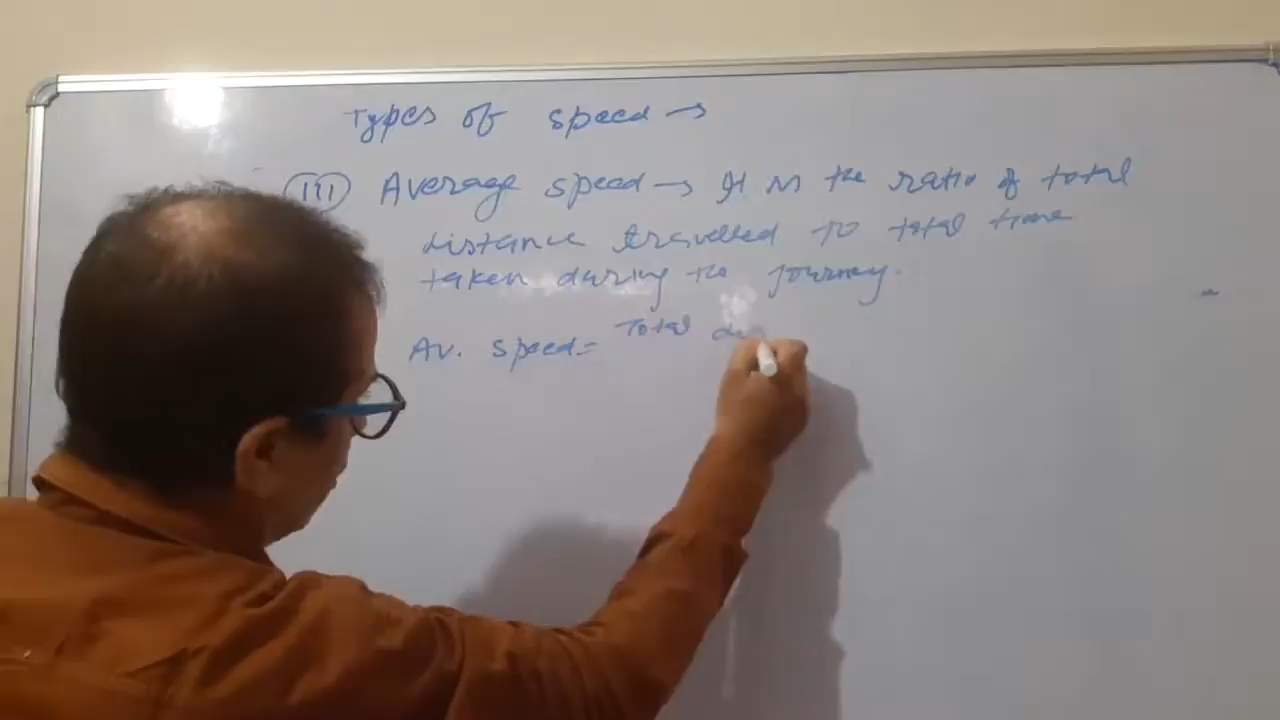 Types of speed →
(III) Average speed → It is the ratio of total
distance travelled to total time
taken during the journey.
Av. speed = Total di